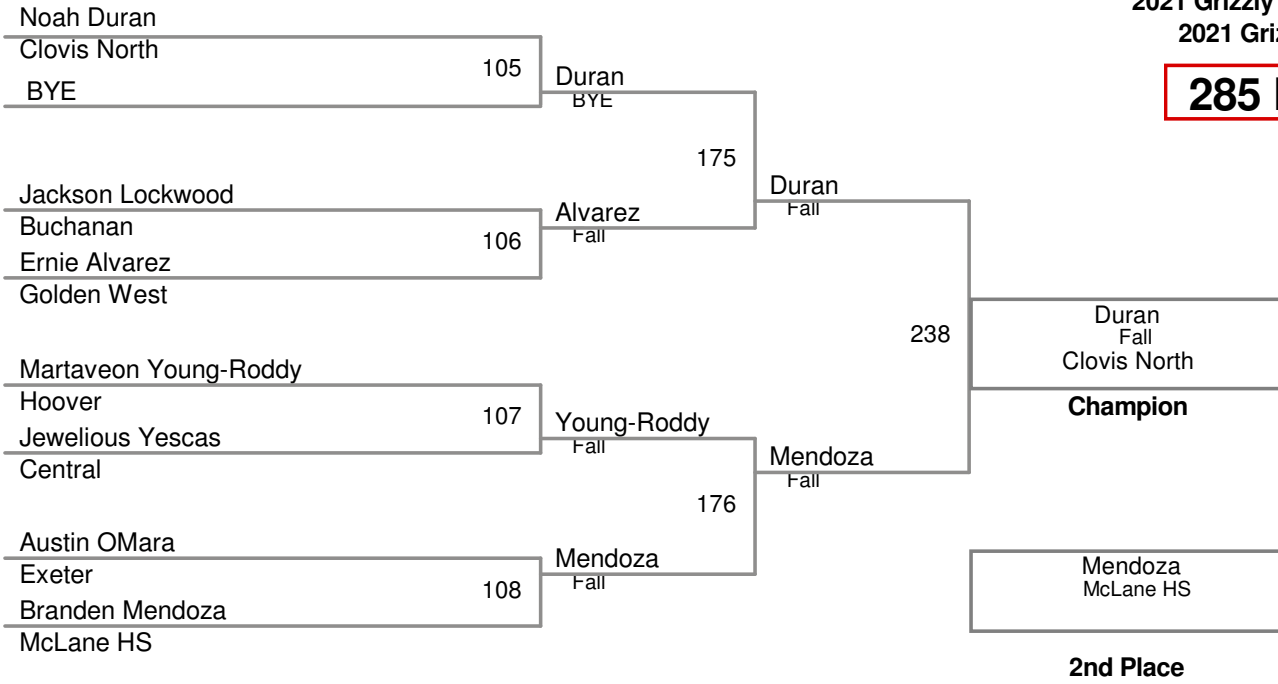 2021 Grizzly
2021
285
Noah Duran
Clovis North
BYE
105
Duran
BYE
175
Jackson Lockwood
Buchanan
Ernie Alvarez
Golden West
106
Alvarez
Fall
Duran
Fall
238
Martaveon Young-Roddy
Hoover
Jewelious Yescas
Central
107
Young-Roddy
Fall
176
Austin OMara
Exeter
Branden Mendoza
McLane HS
108
Mendoza
Fall
Mendoza
Fall
Duran
Fall
Clovis North
Champion
Mendoza
McLane HS
2nd Place